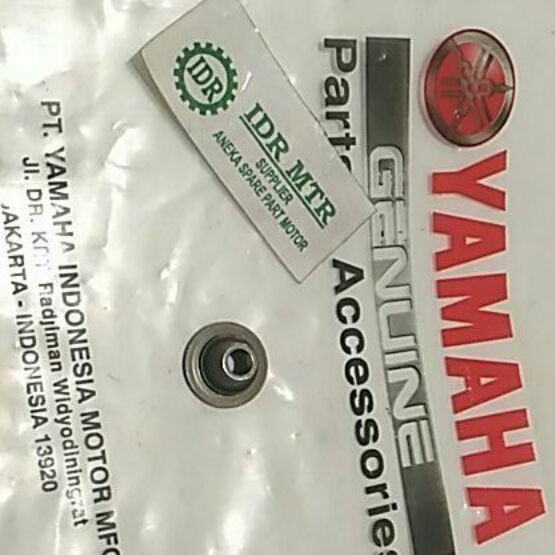 YAMAHA
GENUINE
Parts Accessories
IDR
IDR MTR
SUPPLIER
ANEKA SPARE PART MOTOR
PT. YAMAHA INDONESIA MOTOR MFG
Jl. DR. Radjiman Widyodiningrat
JAKARTA - INDONESIA 13920